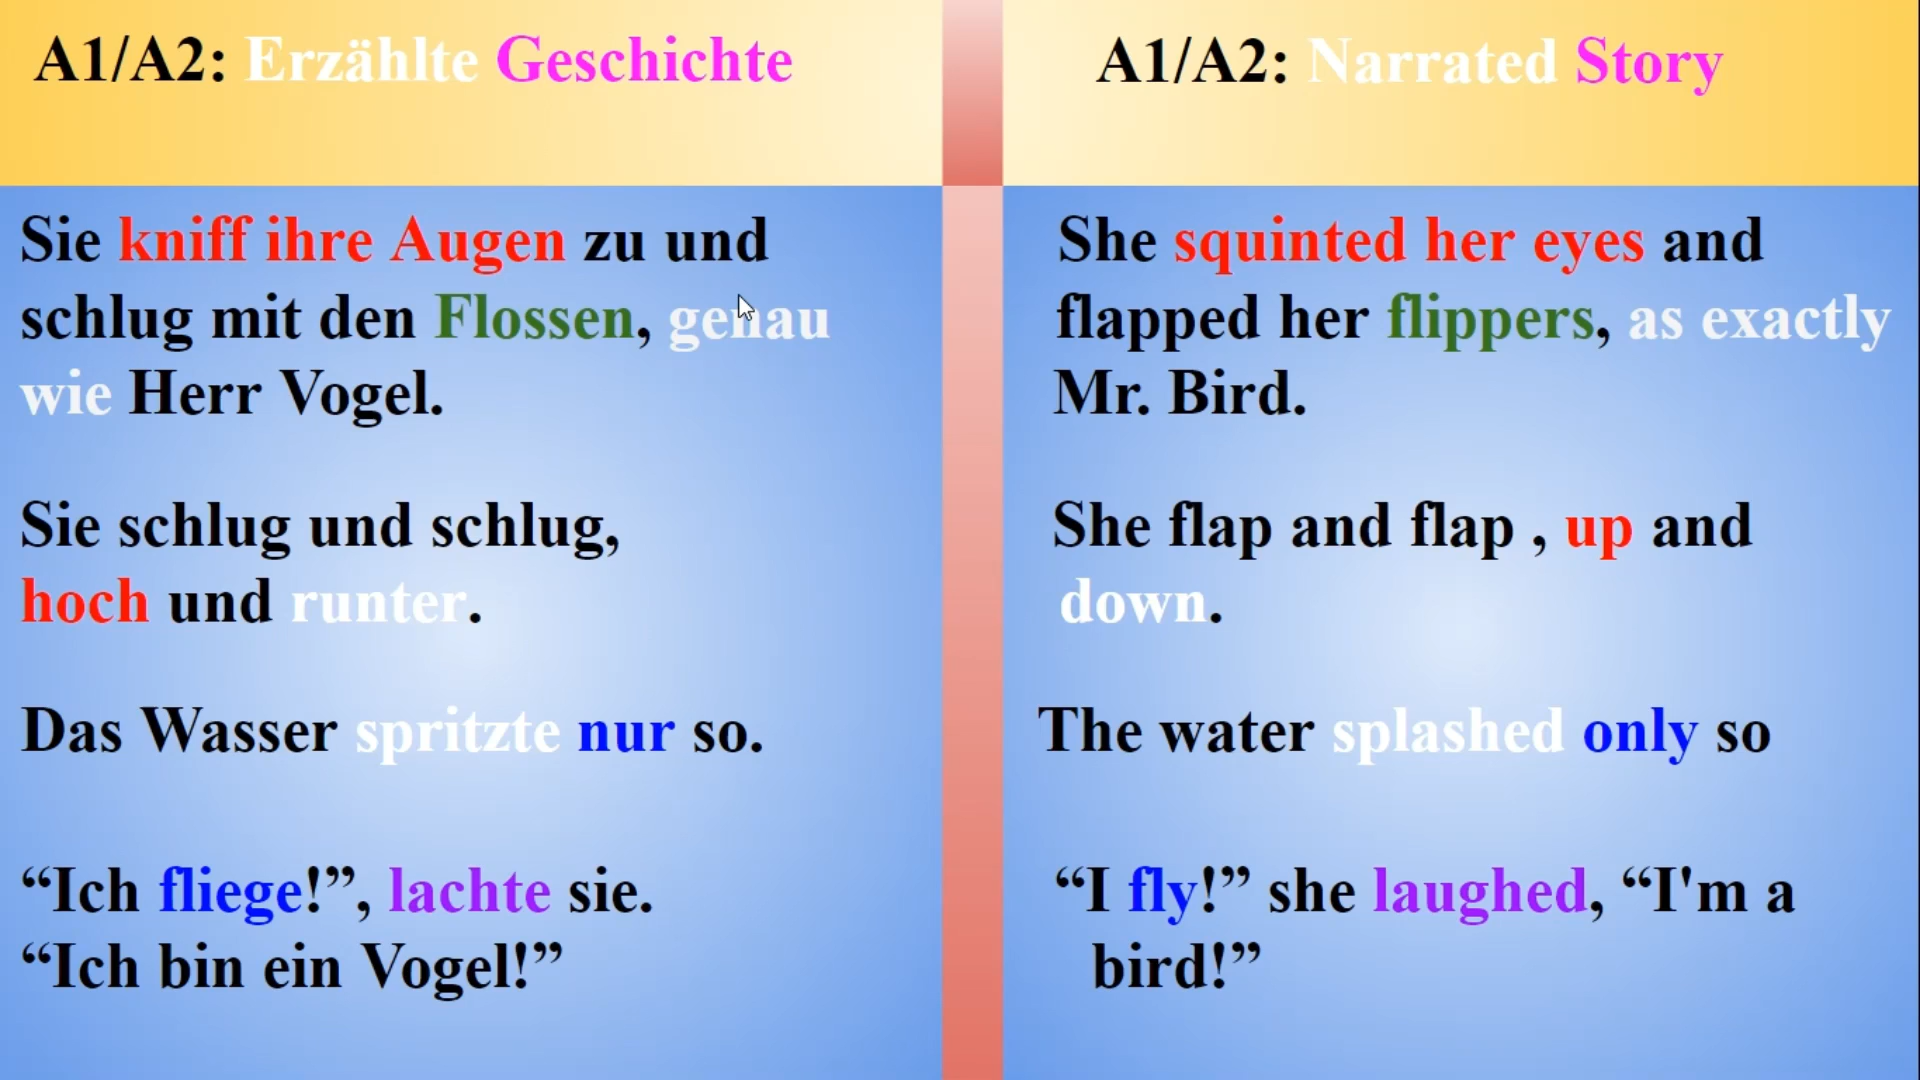 A1/A2: Erzählte Geschichte
Sie kniff ihre Augen zu und
schlug mit den Flossen, genau
wie Herr Vogel.
Sie schlug und schlug,
hoch und runter.
Das Wasser spritzte nur so.
“Ich fliege!”, lachte sie.
“Ich bin ein Vogel!”
A1/A2: Narrated Story
She squinted her eyes and
flapped her flippers, as exactly
Mr. Bird.
She flap and flap , up and
down.
The water splashed only so
“I fly!” she laughed, “I'm a
bird!”